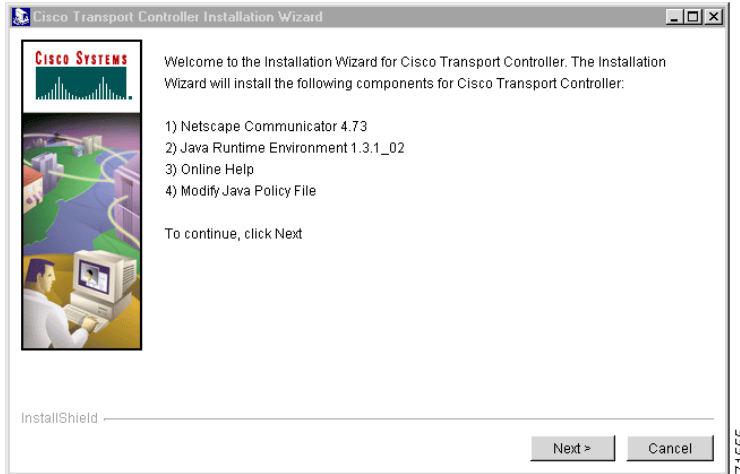 Cisco Transport Controller Installation Wizard
CISCO SYSTEMS
Welcome to the Installation Wizard for Cisco Transport Controller. The Installation
Wizard will install the following components for Cisco Transport Controller:
1) Netscape Communicator 4.73
2) Java Runtime Environment 1.3.1_02
3) Online Help
4) Modify Java Policy File
To continue, click Next
InstallShield
Next >
Cancel